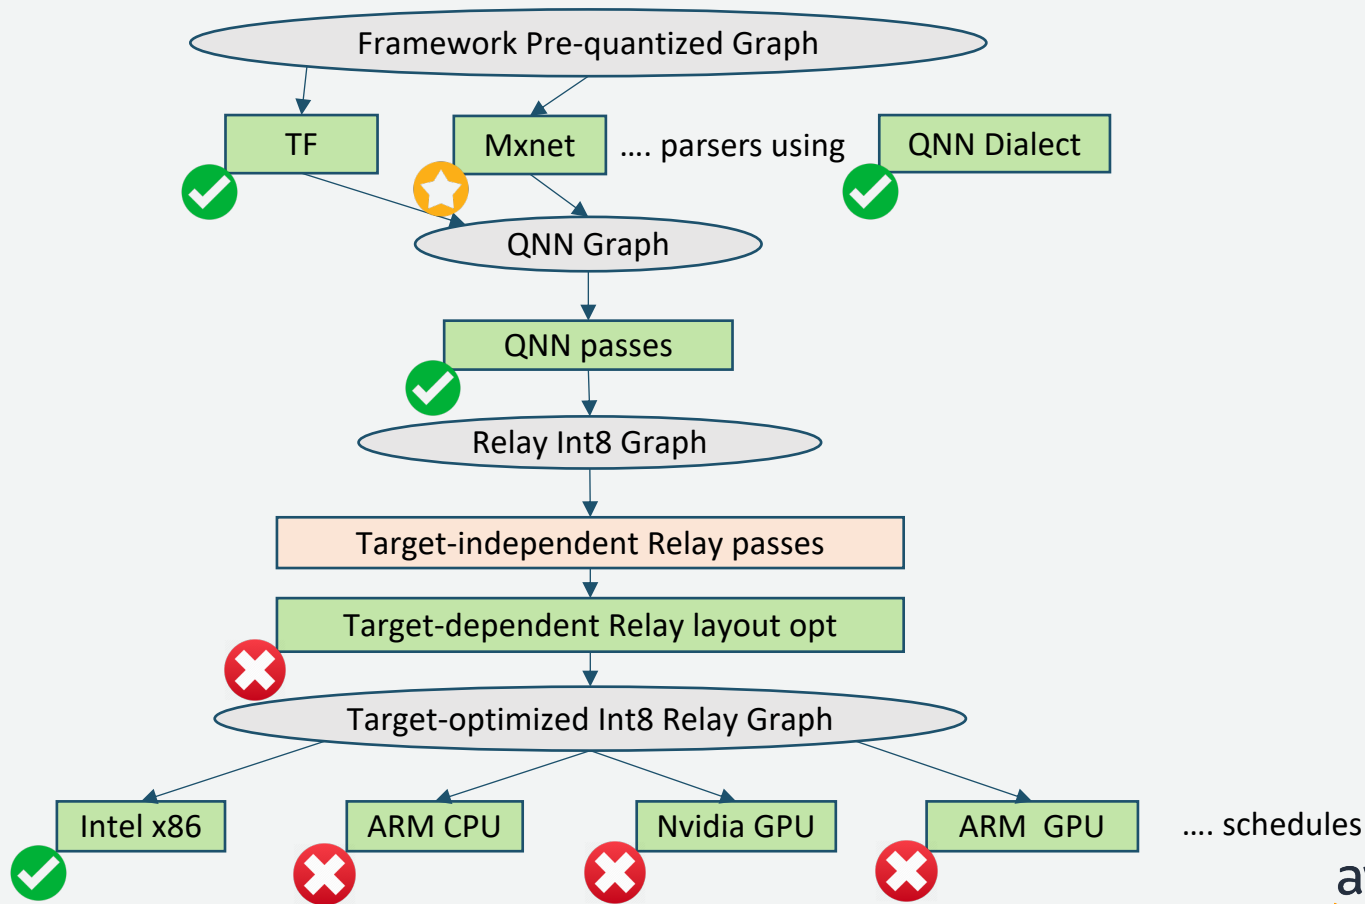 Framework Pre-quantized Graph
TF
Mxnet
.... parsers using
QNN Dialect
QNN Graph
QNN passes
Relay Int8 Graph
Target-independent Relay passes
Target-dependent Relay layout opt
Target-optimized Int8 Relay Graph
Intel x86
ARM CPU
Nvidia GPU
ARM GPU
.... schedules